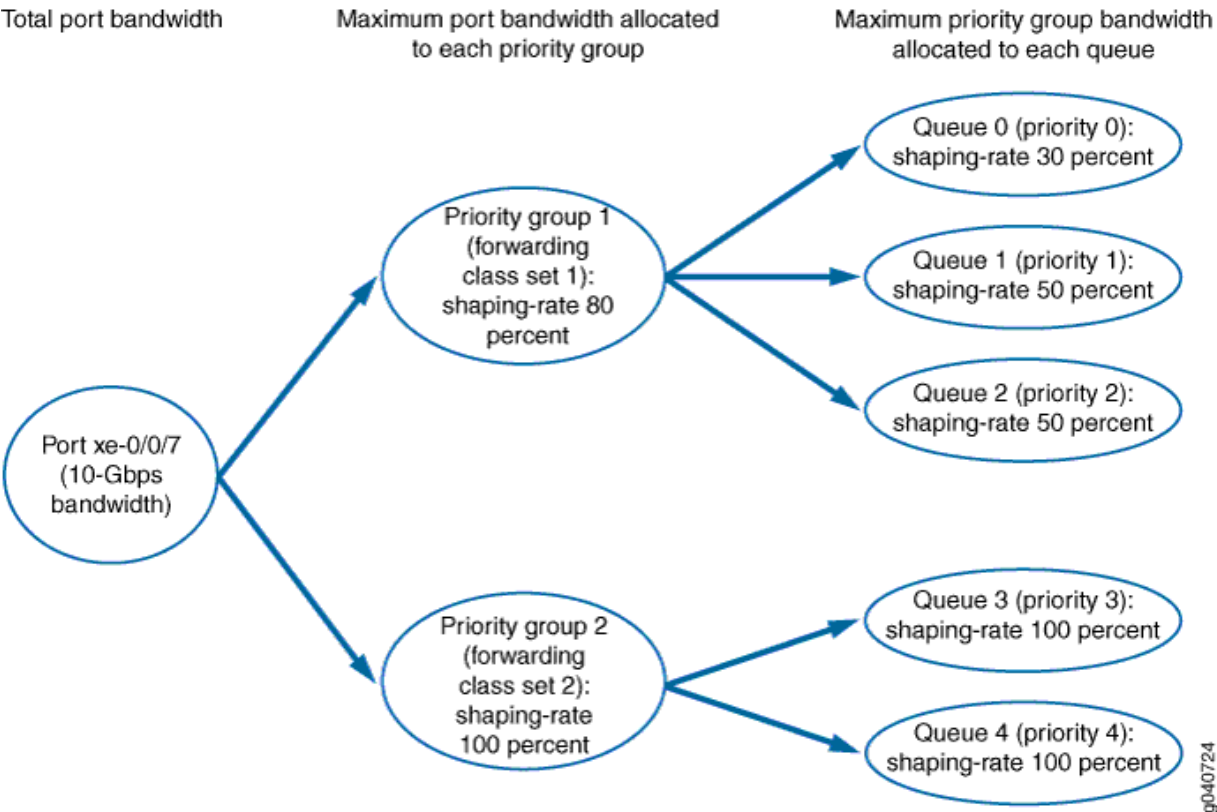 Total port bandwidth
Maximum port bandwidth allocated
to each priority group
Maximum priority group bandwidth
allocated to each queue
Port xe-0/0/7
(10-Gbps
bandwidth)
Priority group 1
(forwarding
class set 1):
shaping-rate 80
percent
Queue 0 (priority 0):
shaping-rate 30 percent
Queue 1 (priority 1):
shaping-rate 50 percent
Queue 2 (priority 2):
shaping-rate 50 percent
Priority group 2
(forwarding
class set 2):
shaping-rate
100 percent
Queue 3 (priority 3):
shaping-rate 100 percent
Queue 4 (priority 4):
shaping-rate 100 percent
g040724